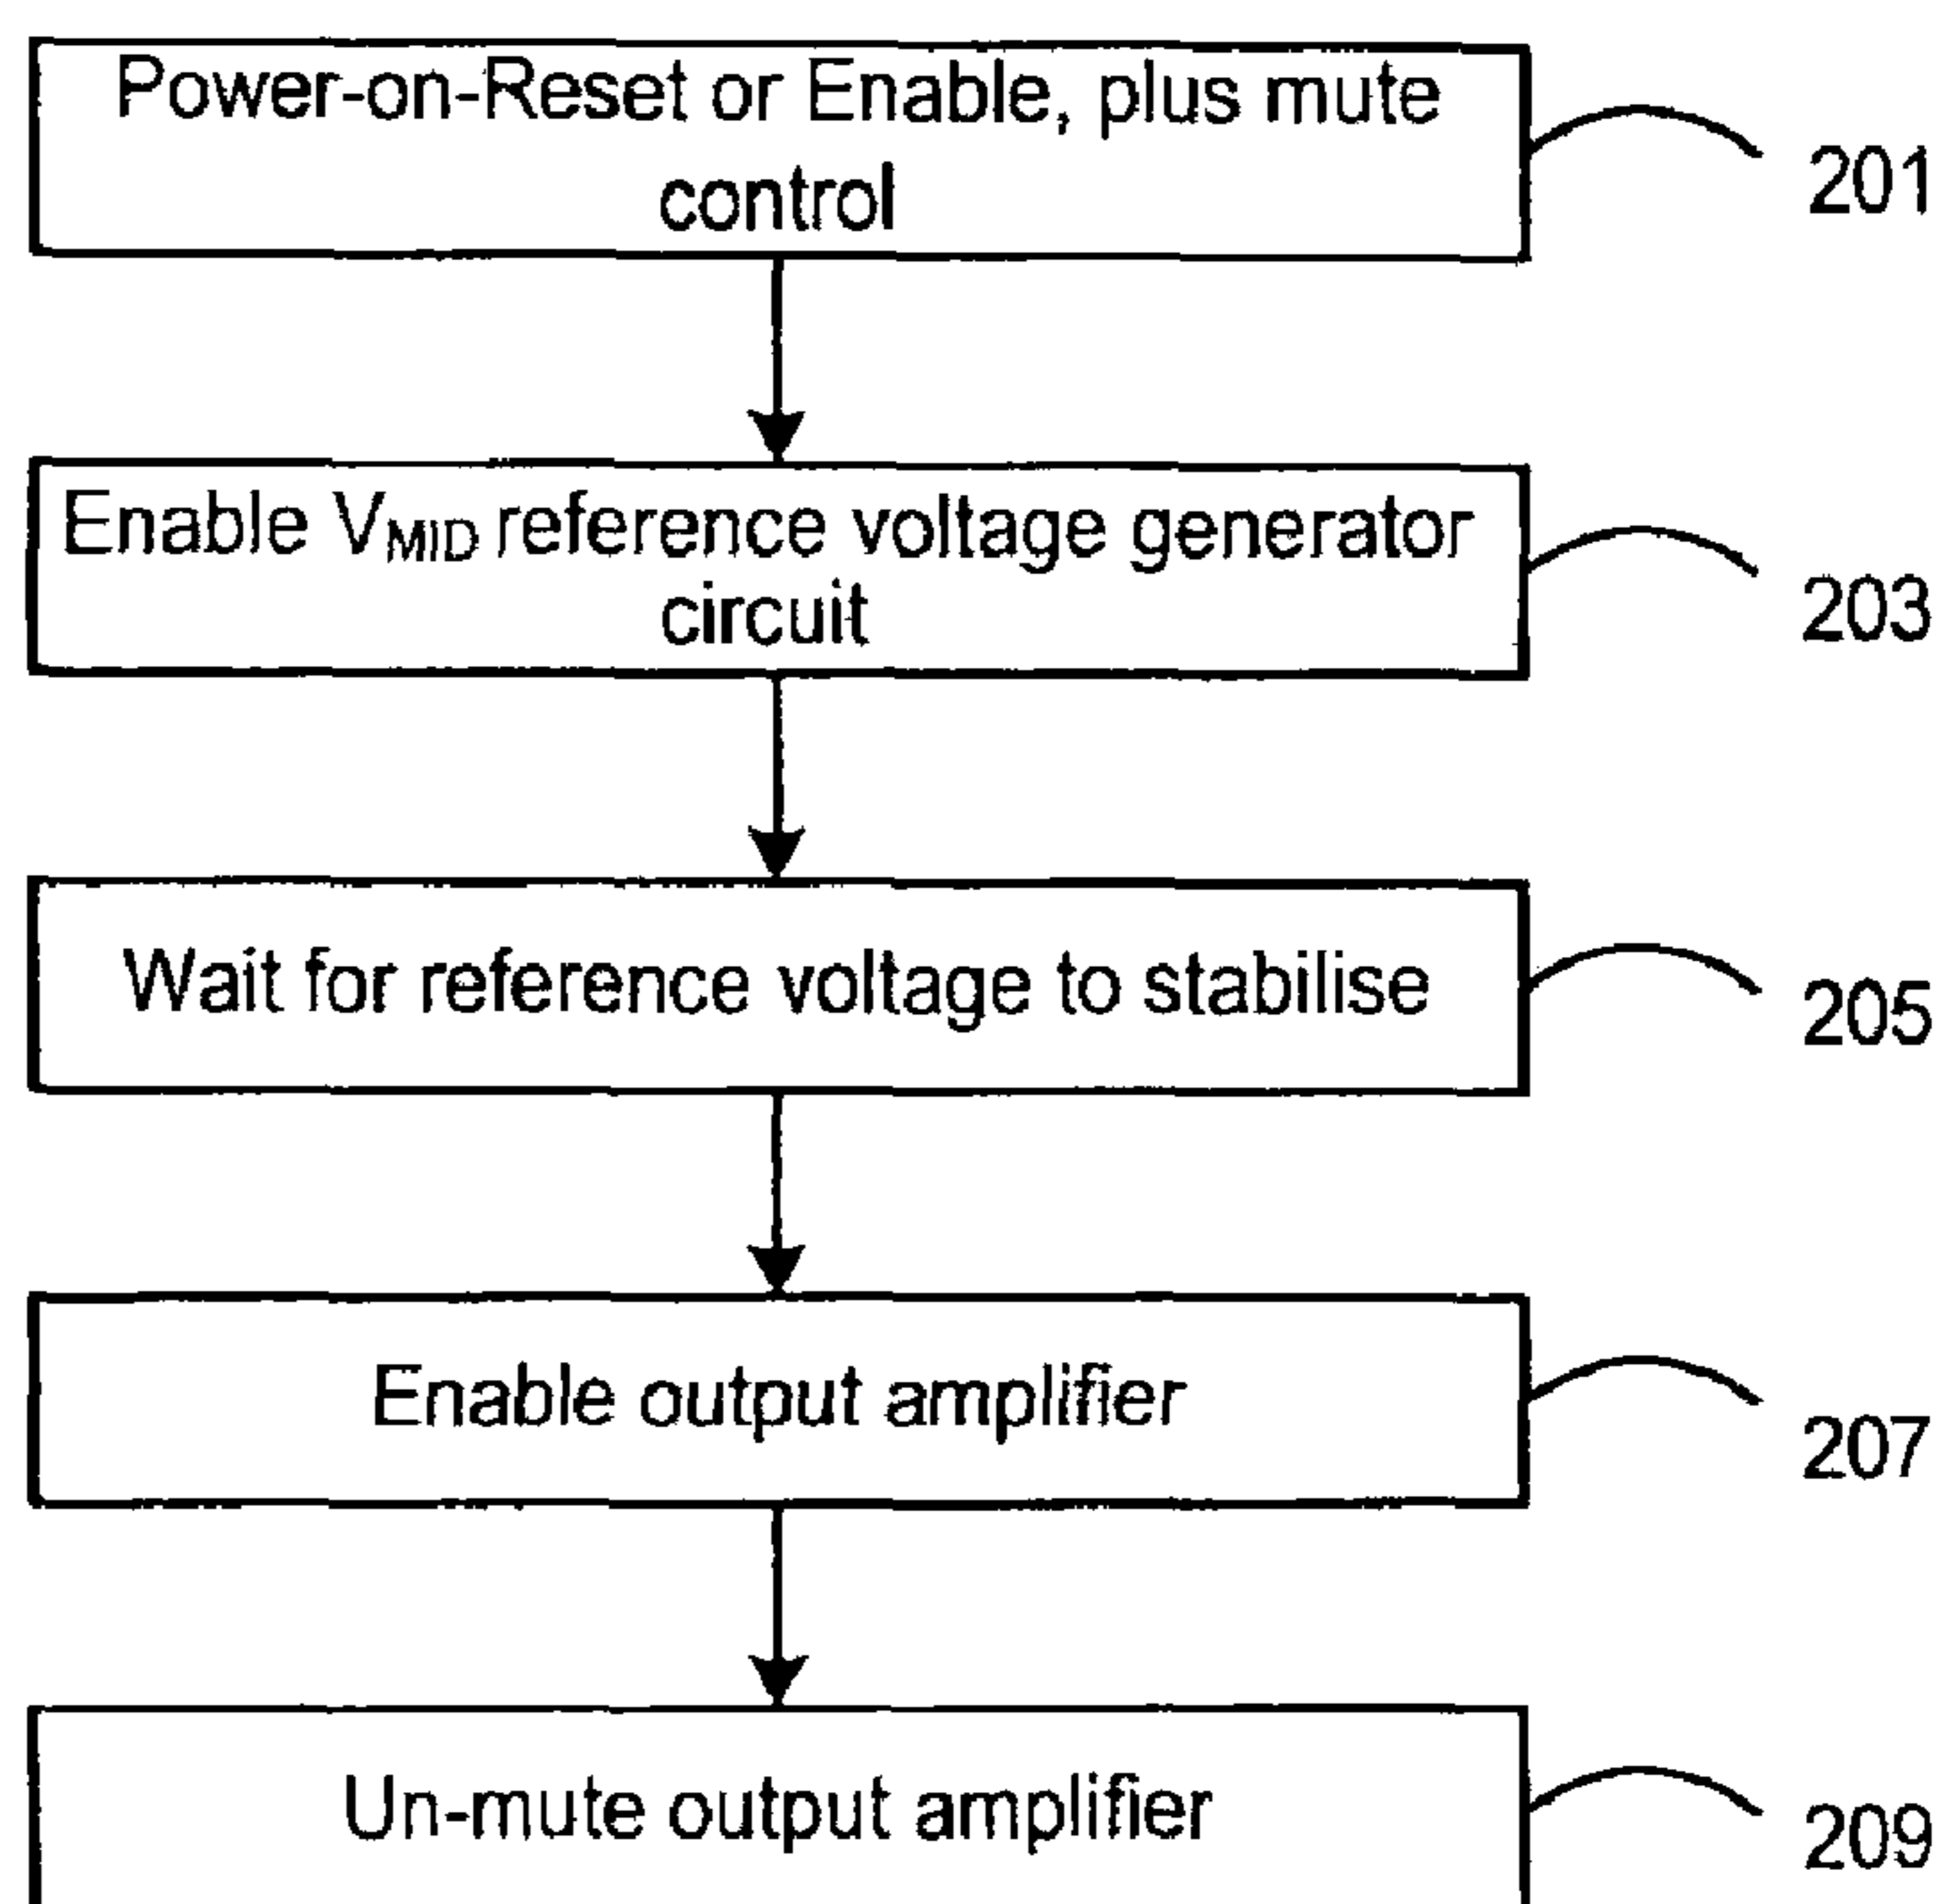 Power-on-Reset or Enable, plus mute
control
201
Enable VMID reference voltage generator
circuit
203
Wait for reference voltage to stabilise
205
Enable output amplifier
207
Un-mute output amplifier
209